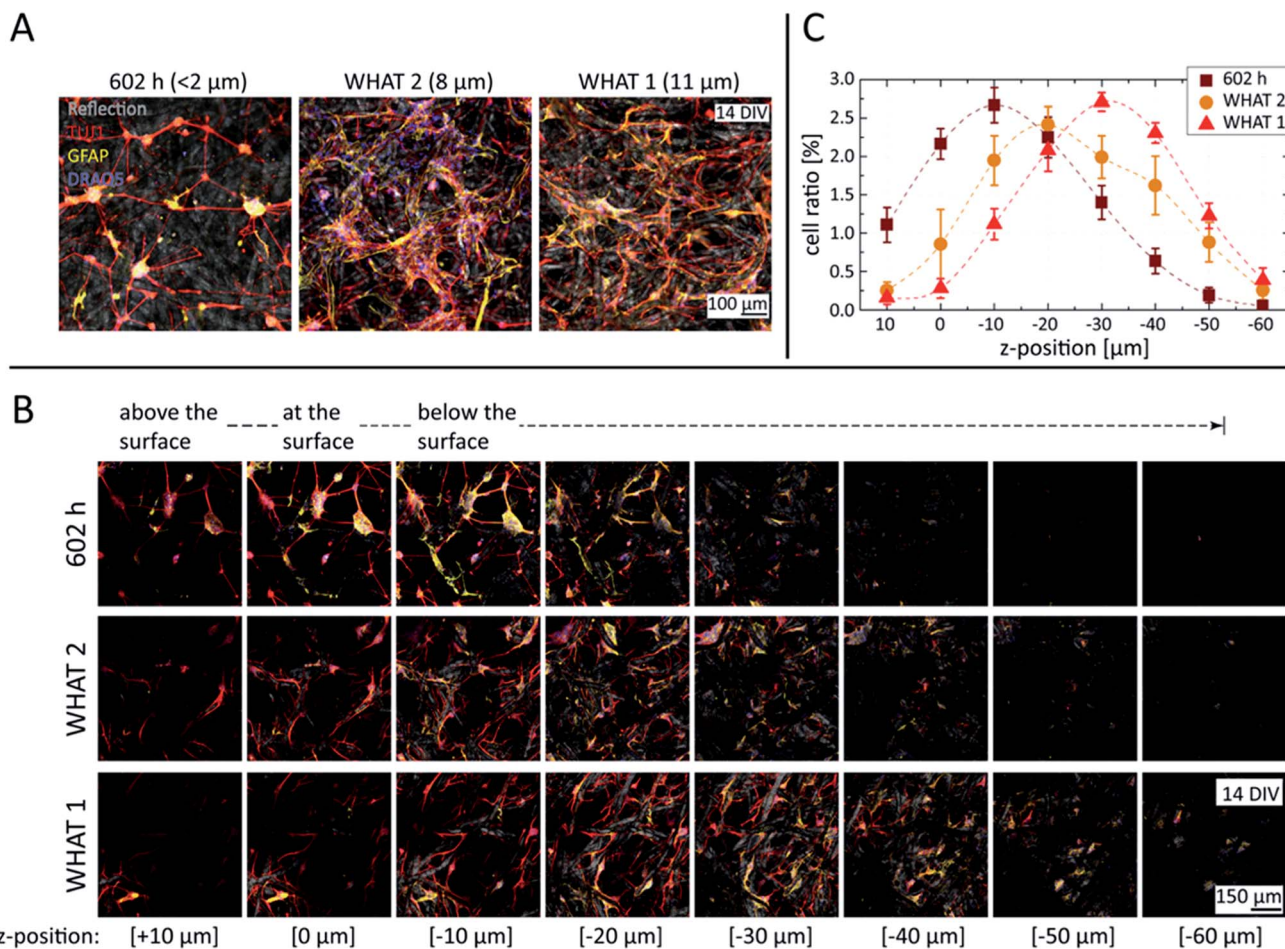 A
602 h (<2 μm)
WHAT 2 (8 μm)
WHAT 1 (11 μm)
Reflection
TUJ1
GFAP
DRAQ5
14 DIV
100 μm
C
3.0
2.5
2.0
1.5
1.0
0.5
0.0
cell ratio [%]
10 0 -10 -20 -30 -40 -50 -60
z-position [μm]
602 h
WHAT 2
WHAT 1
B
above the surface
at the surface
below the surface
602 h
WHAT2
WHAT 1
14 DIV
150 μm
z-position: [+10 μm] [0 μm] [-10 μm] [-20 μm] [-30 μm] [-40 μm] [-50 μm] [-60 μm]